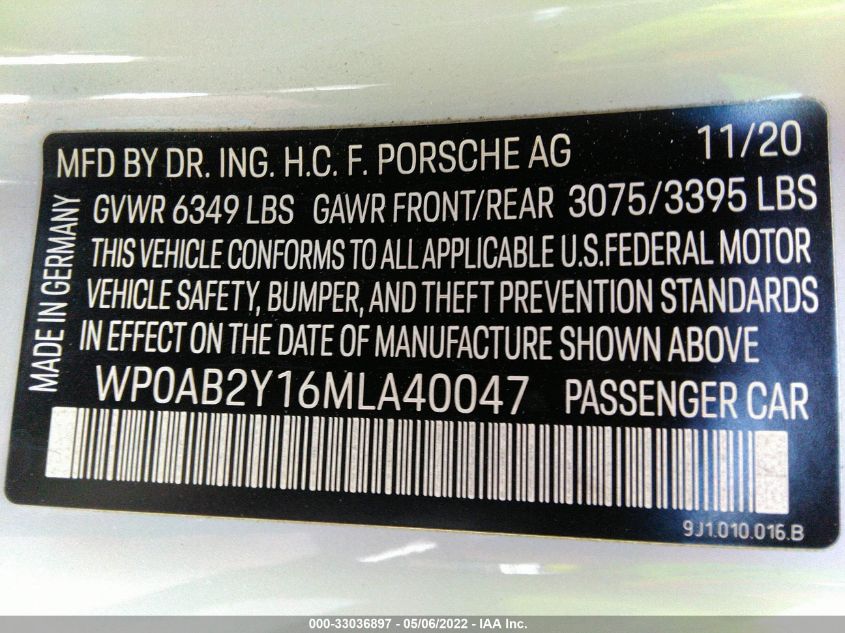 MFD BY DR. ING. H.C. F. PORSCHE AG 11/20
GVWR 6349 LBS GAWR FRONT/REAR 3075/3395 LBS
THIS VEHICLE CONFORMS TO ALL APPLICABLE U.S.FEDERAL MOTOR
VEHICLE SAFETY, BUMPER, AND THEFT PREVENTION STANDARDS
IN EFFECT ON THE DATE OF MANUFACTURE SHOWN ABOVE
MADE IN GERMANY
WP0AB2Y16MLA40047 PASSENGER CAR
9J1.010.016.B
000-33036897 - 05/06/2022 - IAA Inc.